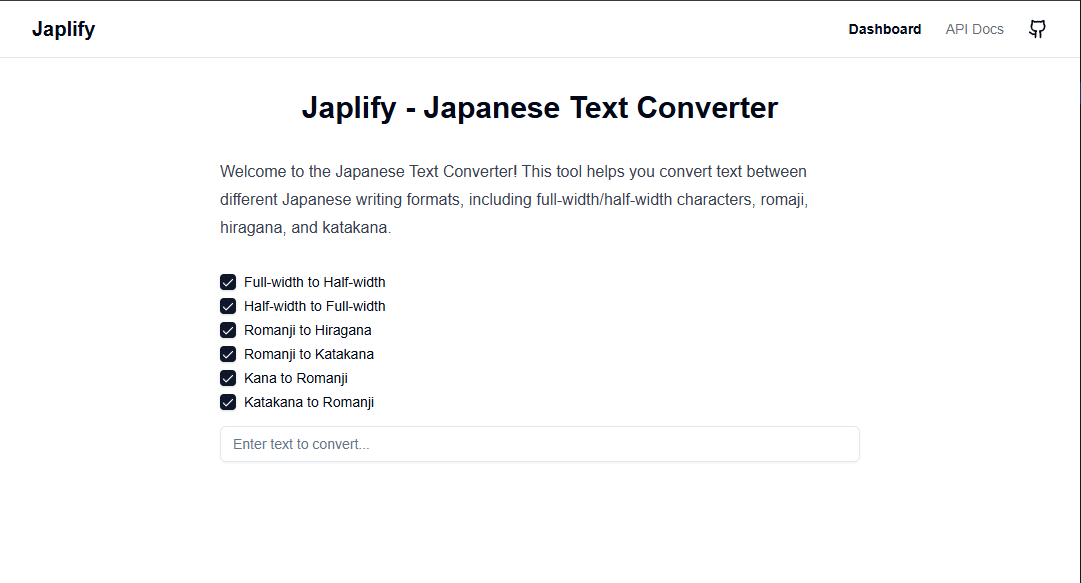 Japlify
Dashboard
API Docs
Japlify - Japanese Text Converter
Welcome to the Japanese Text Converter! This tool helps you convert text between
different Japanese writing formats, including full-width/half-width characters, romaji,
hiragana, and katakana.
Full-width to Half-width
Half-width to Full-width
Romanji to Hiragana
Romanji to Katakana
Kana to Romanji
Katakana to Romanji
Enter text to convert...